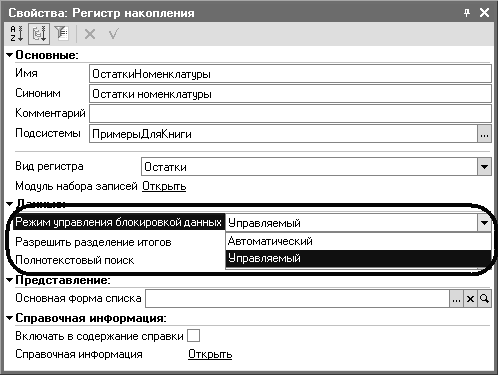 Свойства: Регистр накопления
Основные:
Имя ОстаткиНоменклатуры
Синоним Остатки номенклатуры
Комментарий
Подсистемы ПримерыДляКниги ...
Вид регистра Остатки
Модуль набора записей Открыть
Данные:
Режим управления блокировкой данных Управляемый
Разрешить разделение итогов Автоматический
Полнотекстовый поиск Управляемый
Представление:
Основная форма списка ...
Справочная информация:
Включать в содержание справки
Справочная информация Открыть